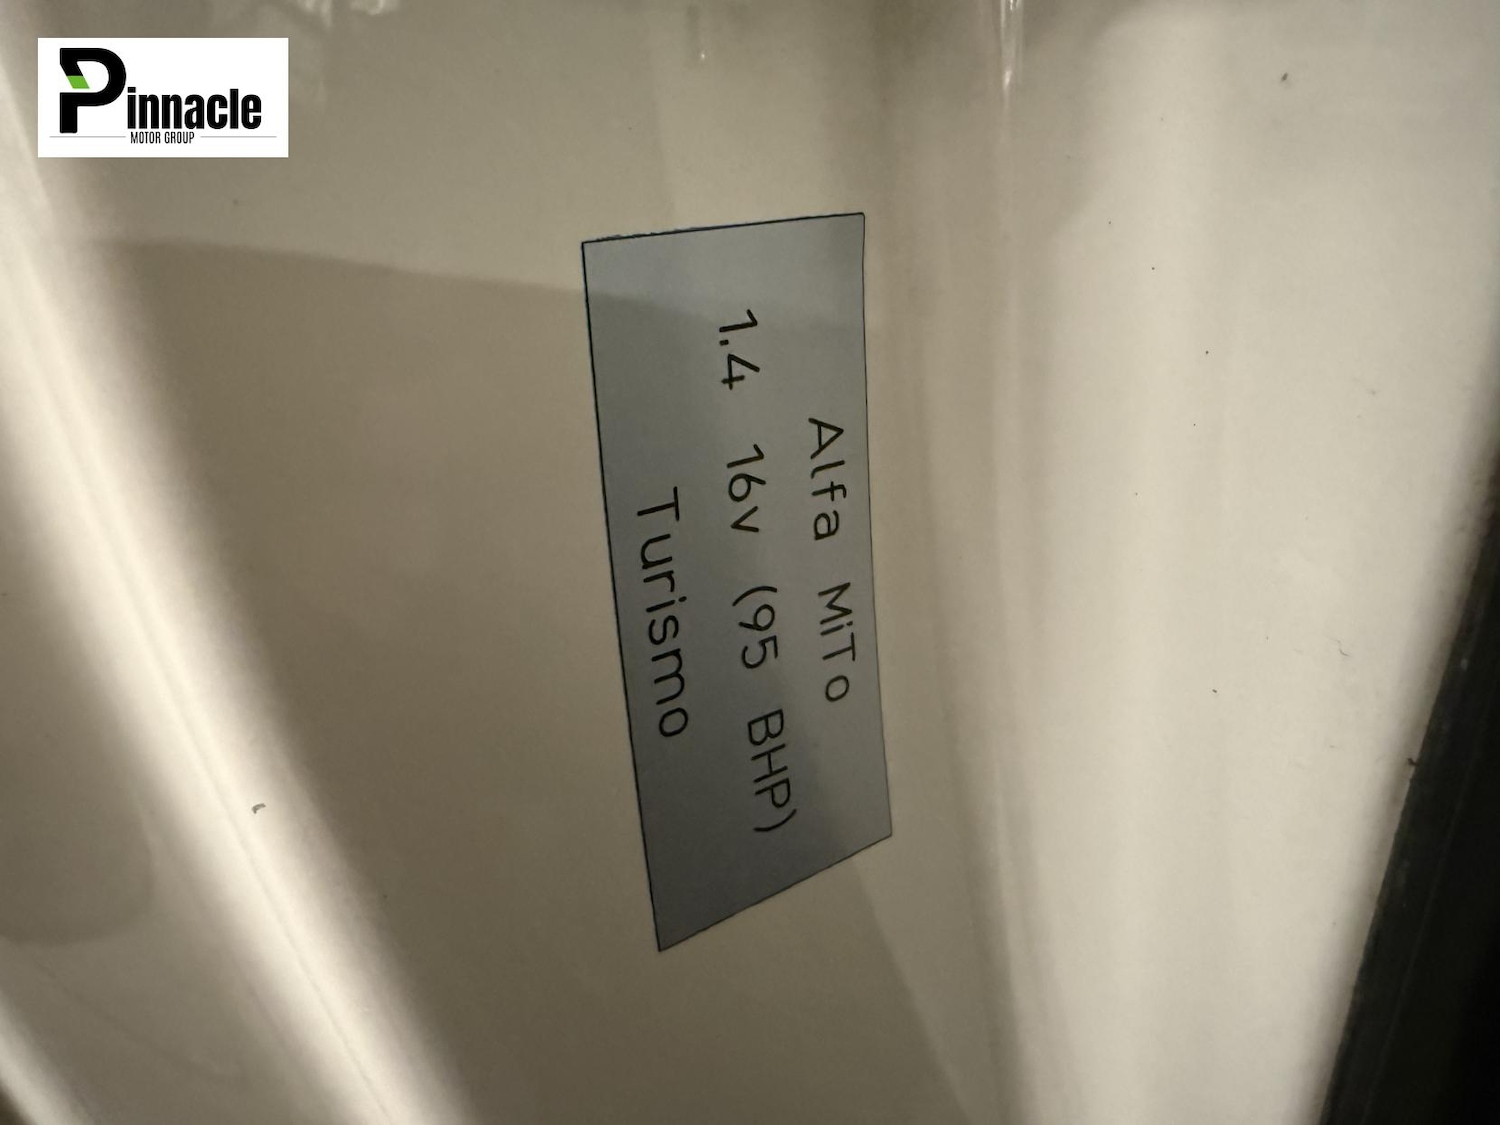 Pinnacle
MOTOR GROUP
Alfa MiTo
1.4 16v (95 BHP)
Turismo